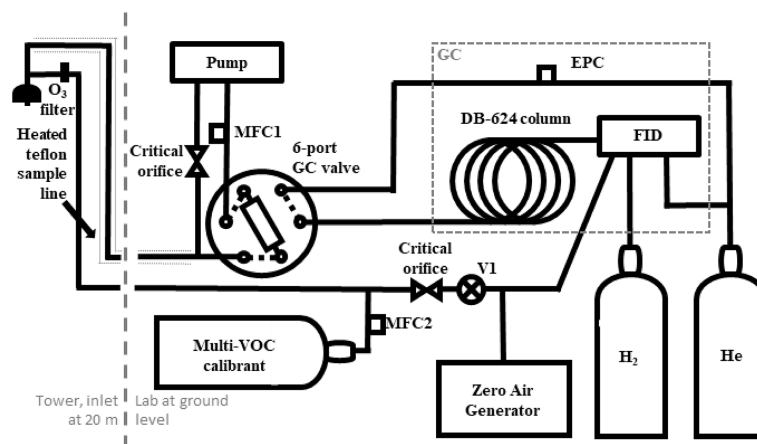 GC
EPC
Pump
O3
filter
MFC1
DB-624 column
FID
Heated
teflon
sample
line
Critical
orifice
6-port
GC valve
Critical
orifice
V1
MFC2
Multi-VOC
calibrant
Zero Air
Generator
H2
He
Tower, inlet
at 20 m
Lab at ground
level